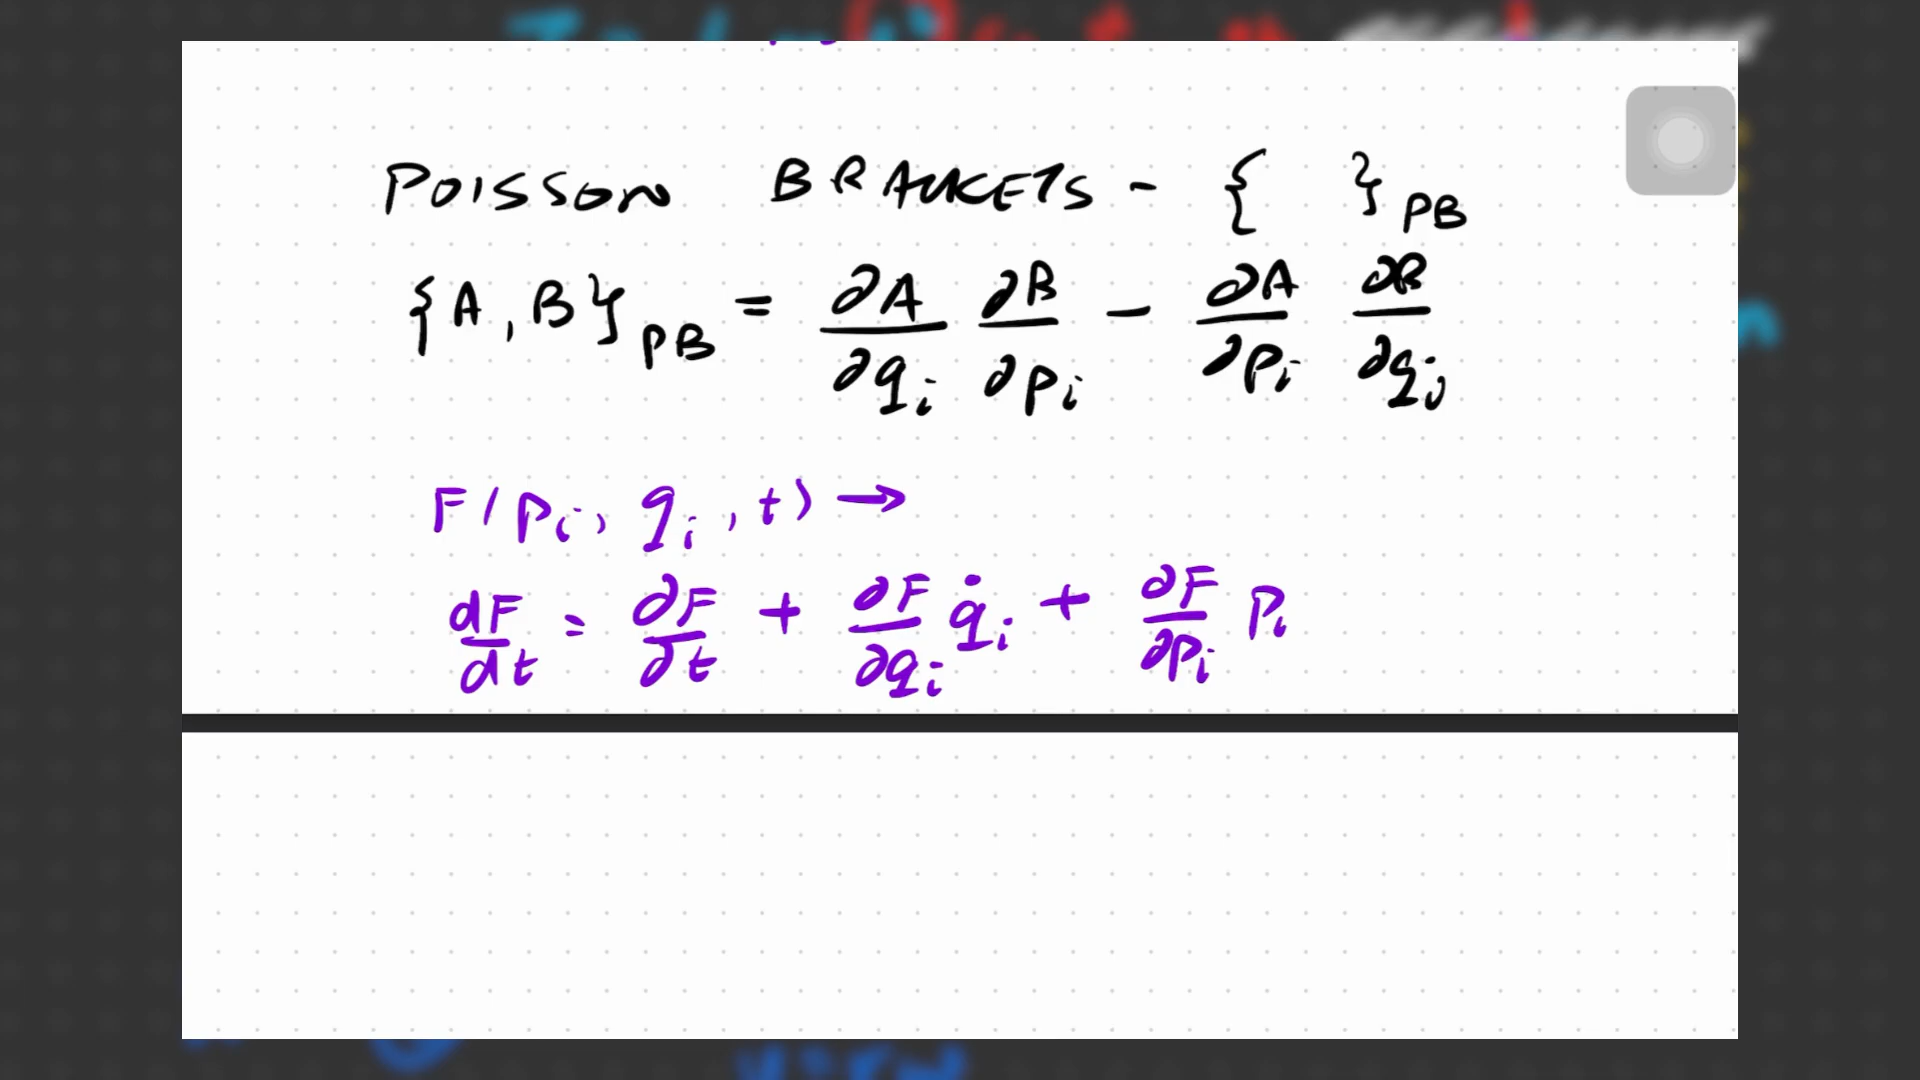 POISSON BRACKETS - { }PB
{A, B}PB = ∂A/∂qi ∂B/∂pi - ∂A/∂pi ∂B/∂qi
F(pi, qi, t) →
dF/dt = ∂F/∂t + ∂F/∂qi q̇i + ∂F/∂pi pi